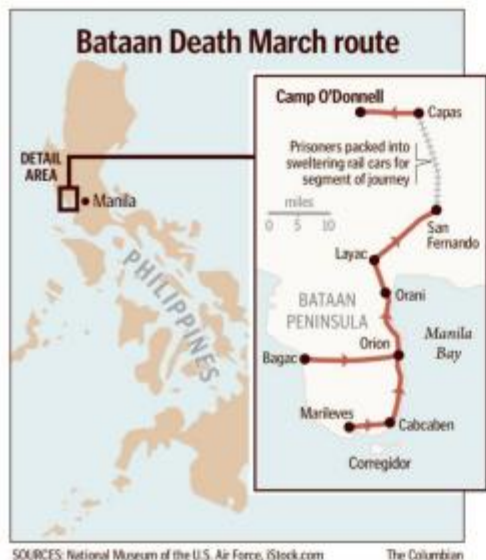 Bataan Death March route
DETAIL
AREA
Manila
PHILIPPINES
Camp O'Donnell
Capas
Prisoners packed into
sweltering rail cars for
segment of journey
miles
0 5 10
San
Fernando
Layac
Orani
BATAAN
PENINSULA
Orion
Manila
Bay
Bagac
Marileves
Cabcaben
Corregidor
SOURCES: National Museum of the U.S. Air Force, iStock.com
The Columbian